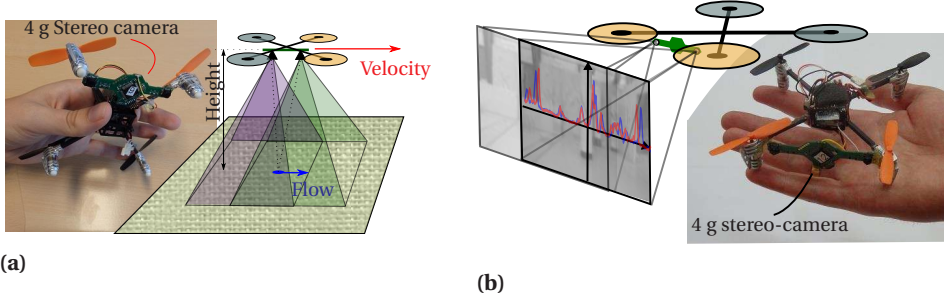 4 g Stereo camera
Velocity
Height
Flow
(a)
4 g stereo-camera
(b)